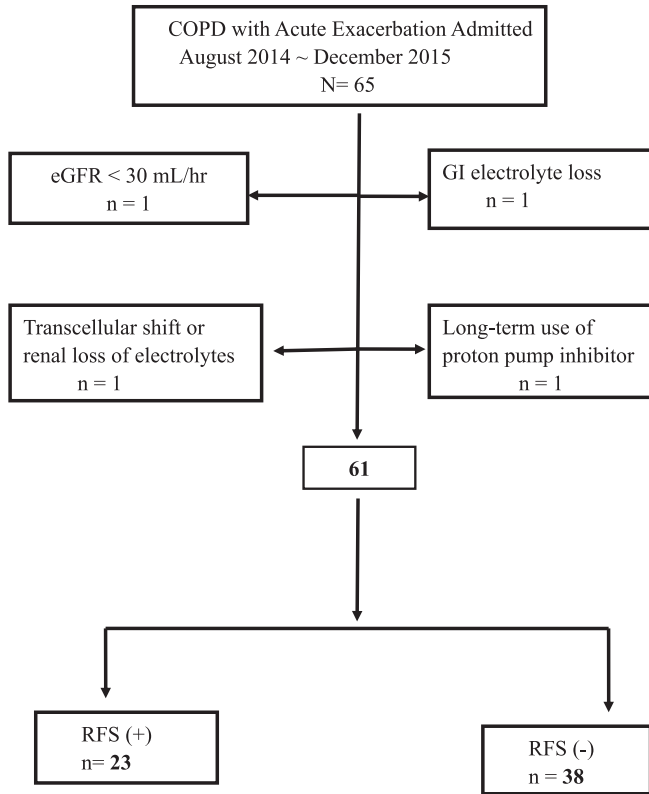 COPD with Acute Exacerbation Admitted
August 2014 ~ December 2015
N= 65
eGFR < 30 mL/hr
n = 1
GI electrolyte loss
n = 1
Transcellular shift or
renal loss of electrolytes
n = 1
Long-term use of
proton pump inhibitor
n = 1
61
RFS (+)
n= 23
RFS (-)
n = 38